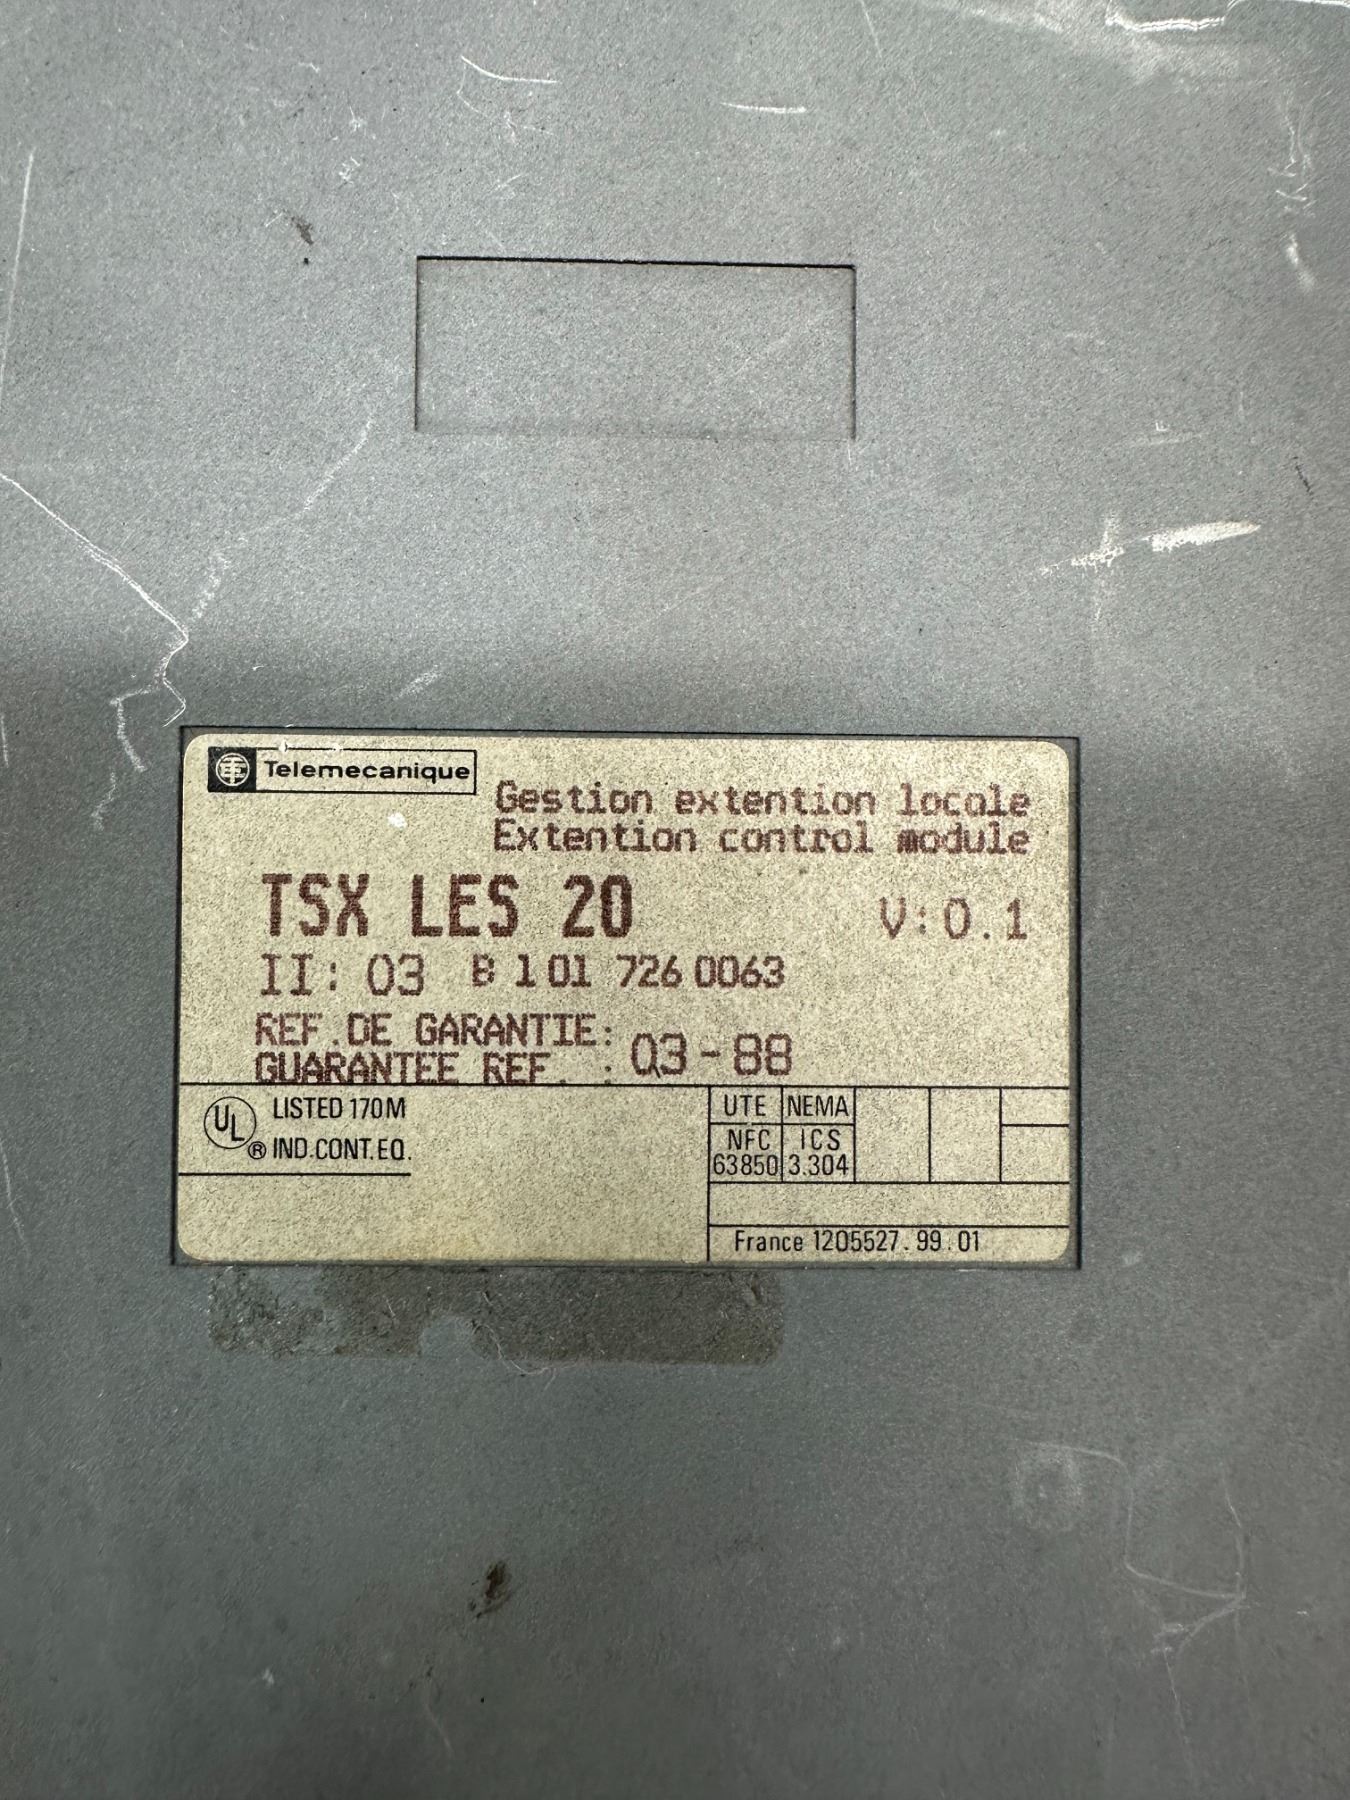 Telemecanique
Gestion extention locale
Extention control module
TSX LES 20 V:0.1
II: 03 B 1 01 726 0063
REF.DE GARANTIE:
GUARANTEE REF. : 03-88
UL ® LISTED 170M
IND.CONT.EQ.
UTE NEMA
NFC ICS
63850 3.304
France 1205527.99.01